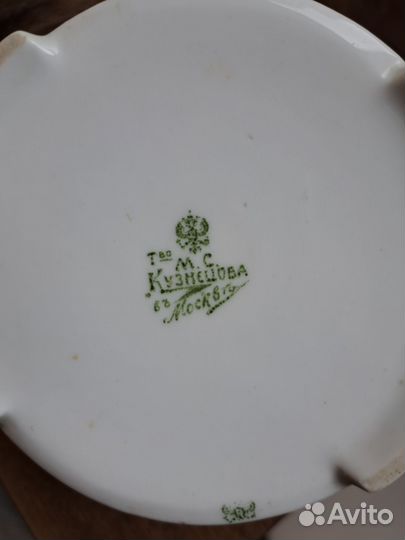 Тво
М. С.
Кузнецова
въ Москвѣ
Avito